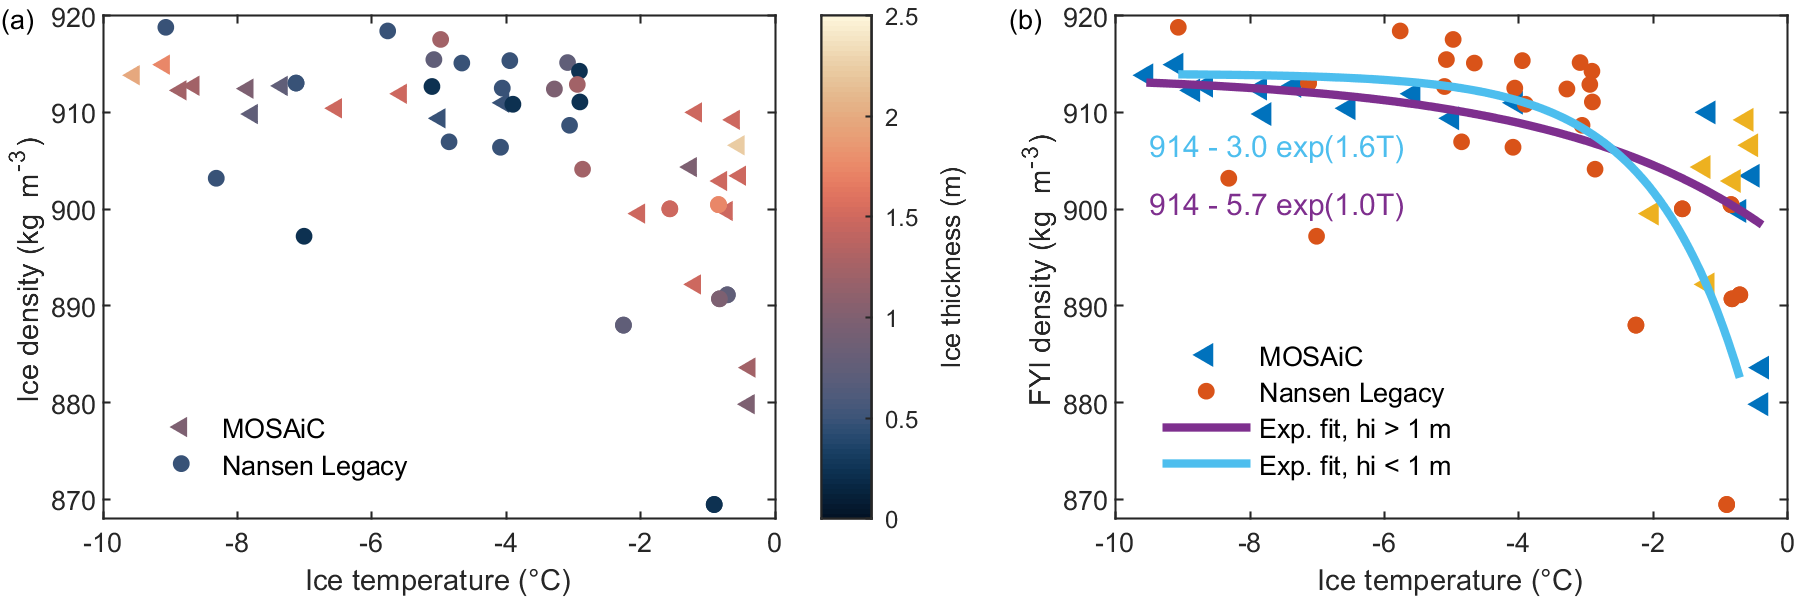 (a)
920
910
900
890
880
870
Ice density (kg m-3)
-10
-8
-6
-4
-2
0
Ice temperature (°C)
MOSAiC
Nansen Legacy
2.5
2
1.5
1
0.5
0
Ice thickness (m)
(b)
920
910
900
890
880
870
FYI density (kg m-3)
914 - 3.0 exp(1.6T)
914 - 5.7 exp(1.0T)
MOSAiC
Nansen Legacy
Exp. fit, hi > 1 m
Exp. fit, hi < 1 m
-10
-8
-6
-4
-2
0
Ice temperature (°C)